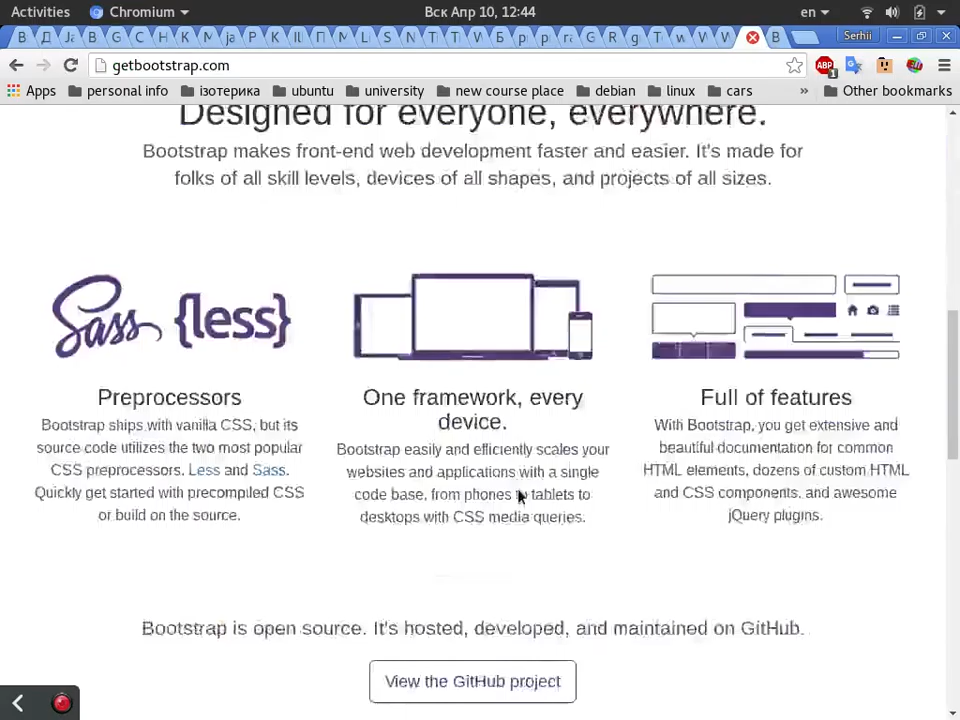 Activities Chromium Вск Апр 10, 12:44 en
В Д Ja B G C H K M ja P K П M L S N T T W Б p p ra G R g T w V V B Serhii
getbootstrap.com ABP 1
Apps personal info ізотерика ubuntu university new course place debian linux cars » Other bookmarks
Designed for everyone, everywhere.
Bootstrap makes front-end web development faster and easier. It's made for
folks of all skill levels, devices of all shapes, and projects of all sizes.
Sass {less}
Preprocessors
Bootstrap ships with vanilla CSS, but its
source code utilizes the two most popular
CSS preprocessors. Less and Sass.
Quickly get started with precompiled CSS
or build on the source.
One framework, every
device.
Bootstrap easily and efficiently scales your
websites and applications with a single
code base, from phones to tablets to
desktops with CSS media queries.
Full of features
With Bootstrap, you get extensive and
beautiful documentation for common
HTML elements, dozens of custom HTML
and CSS components, and awesome
jQuery plugins.
Bootstrap is open source. It's hosted, developed, and maintained on GitHub.
View the GitHub project